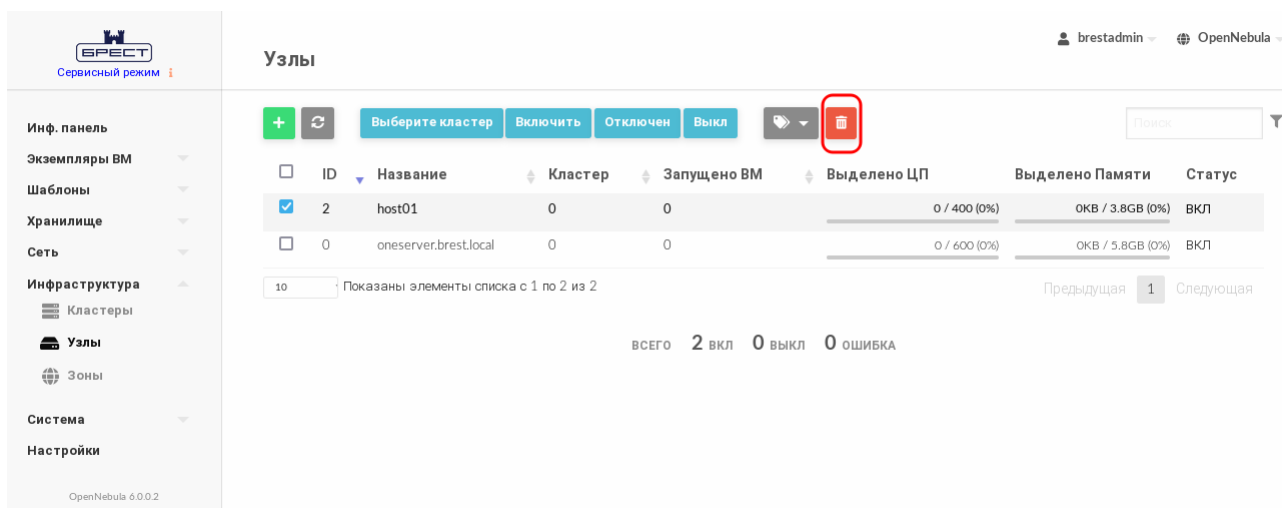 БРЕСТ
Сервисный режим
Узлы
brestadmin
OpenNebula
Инф. панель
Экземпляры ВМ
Шаблоны
Хранилище
Сеть
Инфраструктура
Кластеры
Узлы
Зоны
Система
Настройки
OpenNebula 6.0.0.2
+ Выберите кластер Включить Отключен Выкл Поиск
ID Название Кластер Запущено ВМ Выделено ЦП Выделено Памяти Статус
2 host01 0 0 0 / 400 (0%) 0KB / 3.8GB (0%) ВКЛ
0 oneserver.brest.local 0 0 0 / 600 (0%) 0KB / 5.8GB (0%) ВКЛ
10 Показаны элементы списка с 1 по 2 из 2 Предыдущая 1 Следующая
ВСЕГО 2 ВКЛ 0 ВЫКЛ 0 ОШИБКА